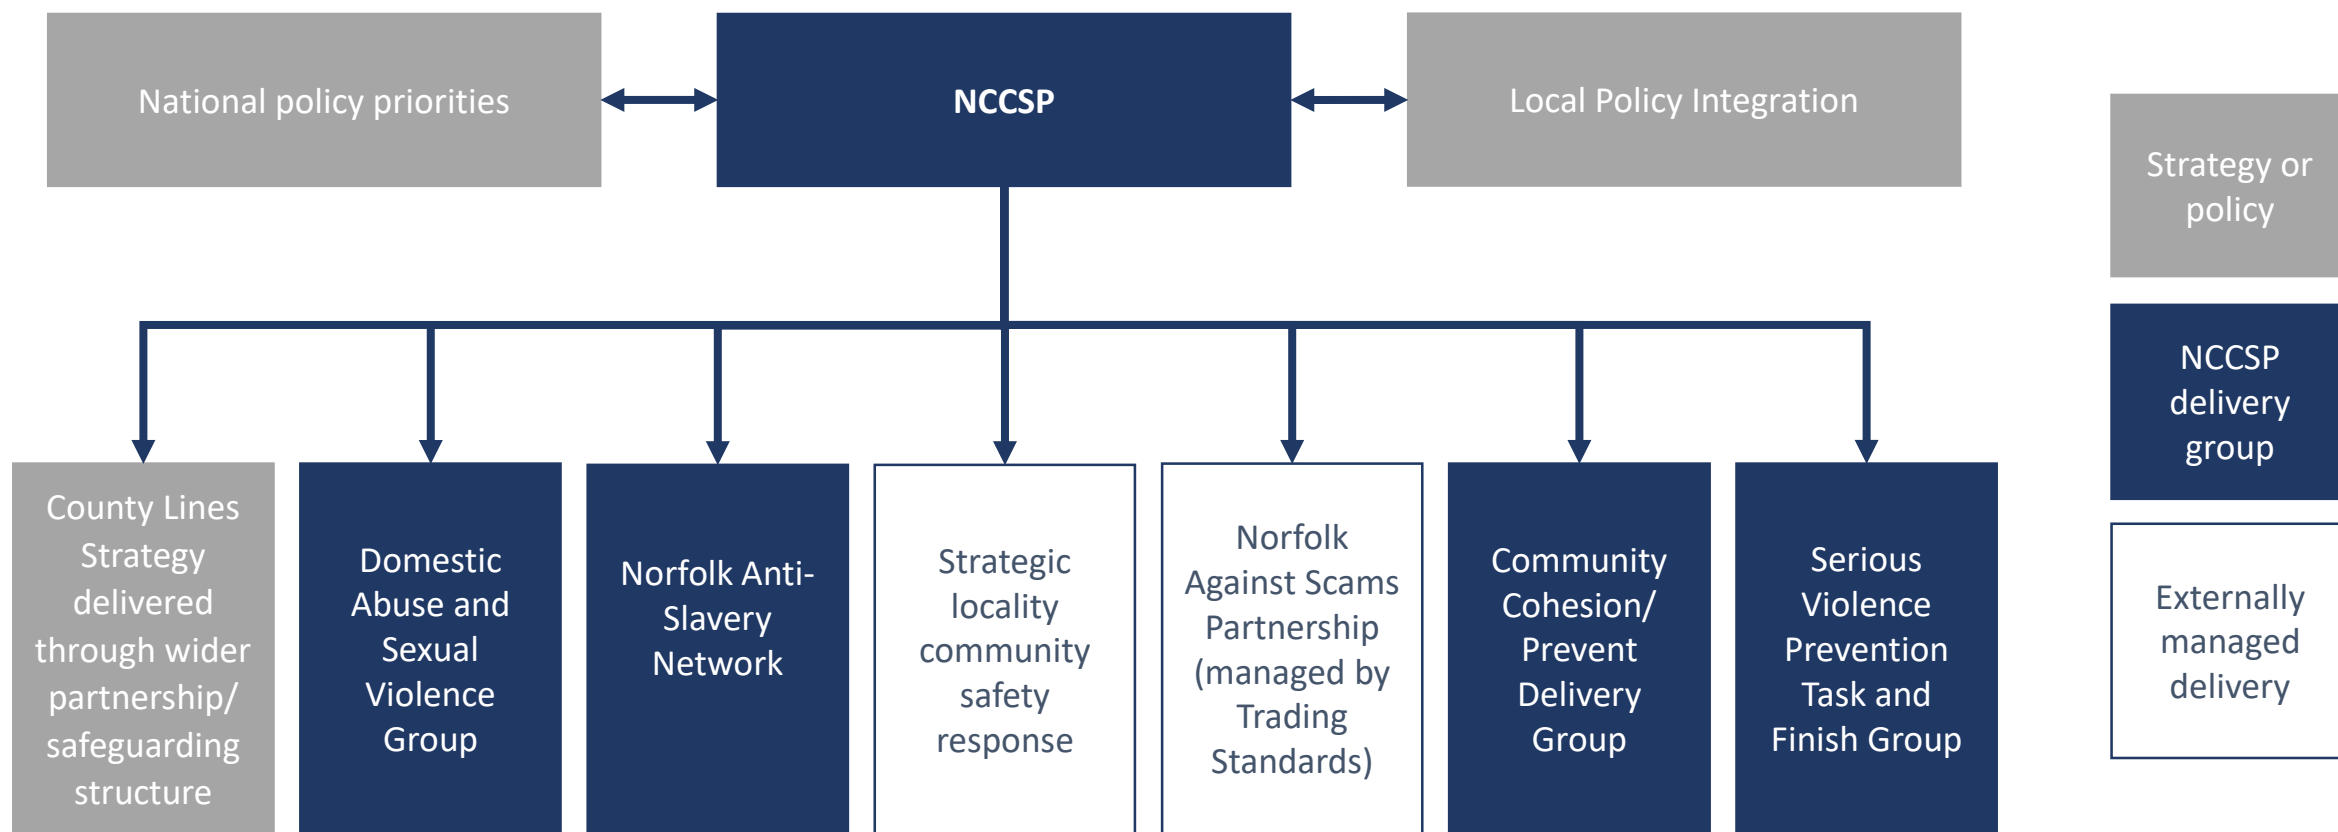 National policy priorities
NCCSP
Local Policy Integration
Strategy or
policy
NCCSP
delivery
group
Externally
managed
delivery
County Lines
Strategy
delivered
through wider
partnership/
safeguarding
structure
Domestic
Abuse and
Sexual
Violence
Group
Norfolk Anti-
Slavery
Network
Strategic
locality
community
safety
response
Norfolk
Against Scams
Partnership
(managed by
Trading
Standards)
Community
Cohesion/
Prevent
Delivery
Group
Serious
Violence
Prevention
Task and
Finish Group